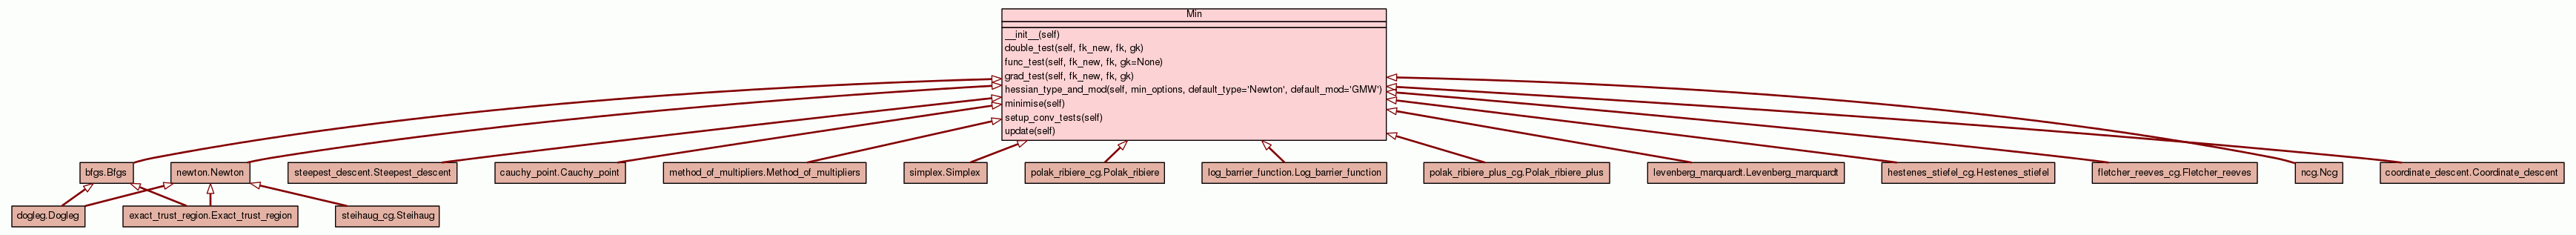 Min
__init__(self)
double_test(self, fk_new, fk, gk)
func_test(self, fk_new, fk, gk=None)
grad_test(self, fk_new, fk, gk)
hessian_type_and_mod(self, min_options, default_type='Newton', default_mod='GMW')
minimise(self)
setup_conv_tests(self)
update(self)
bfgs.Bfgs
newton.Newton
steepest_descent.Steepest_descent
cauchy_point.Cauchy_point
method_of_multipliers.Method_of_multipliers
simplex.Simplex
polak_ribiere_cg.Polak_ribiere
log_barrier_function.Log_barrier_function
polak_ribiere_plus_cg.Polak_ribiere_plus
levenberg_marquardt.Levenberg_marquardt
hestenes_stiefel_cg.Hestenes_stiefel
fletcher_reeves_cg.Fletcher_reeves
ncg.Ncg
coordinate_descent.Coordinate_descent
dogleg.Dogleg
exact_trust_region.Exact_trust_region
steihaug_cg.Steihaug